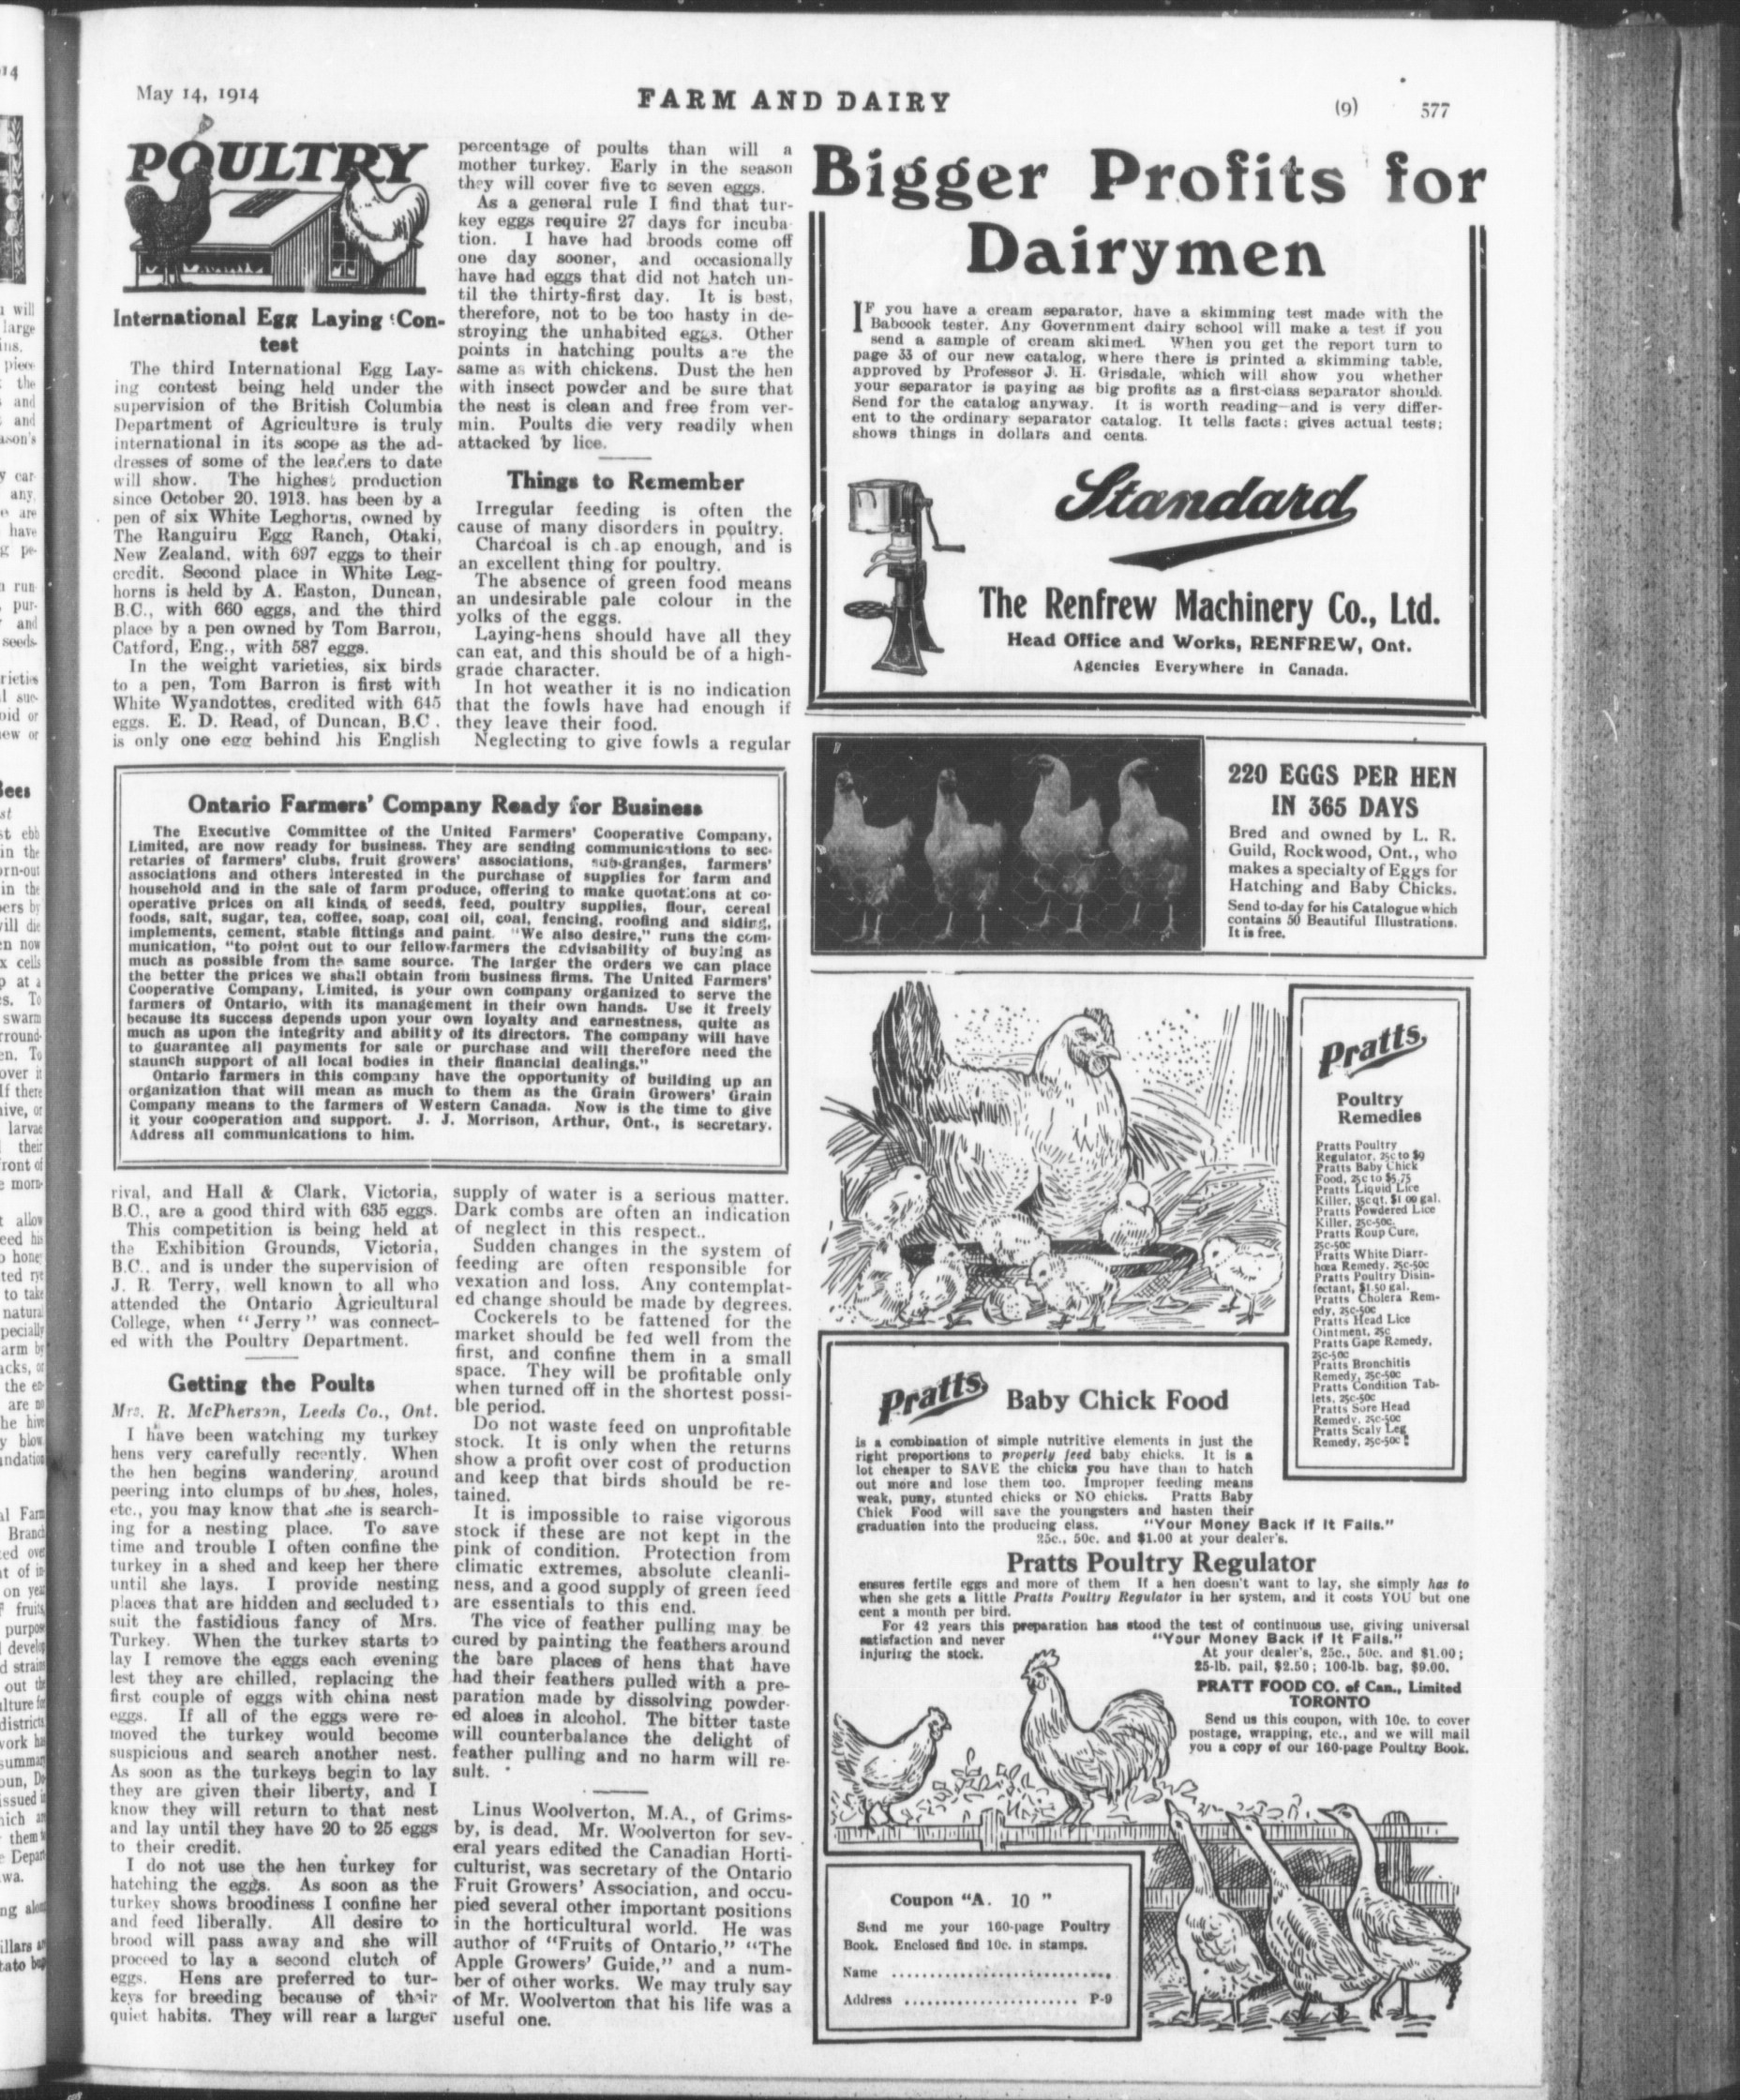 May 14, 1914
FARM AND DAIRY
(9) 577
POULTRY
International Egg Laying Con-
test
The third International Egg Lay-
ing contest being held under the
supervision of the British Columbia
Department of Agriculture is truly
international in its scope as the ad-
dresses of some of the leaders to date
will show. The highest production
since October 20, 1913, has been by a
pen of six White Leghorns, owned by
The Ranguiru Egg Ranch, Otaki,
New Zealand, with 697 eggs to their
credit. Second place in White Leg-
horns is held by A. Easton, Duncan,
B.C., with 660 eggs, and the third
place by a pen owned by Tom Barron,
Catford, Eng., with 587 eggs.
In the weight varieties, six birds
to a pen, Tom Barron is first with
White Wyandottes, credited with 645
eggs. E. D. Read, of Duncan, B.C.,
is only one egg behind his English
rival, and Hall & Clark, Victoria,
B.C., are a good third with 635 eggs.
This competition is being held at
the Exhibition Grounds, Victoria,
B.C., and is under the supervision of
J. R. Terry, well known to all who
attended the Ontario Agricultural
College, when "Jerry" was connect-
ed with the Poultry Department.
Getting the Poults
Mrs. R. McPherson, Leeds Co., Ont.
I have been watching my turkey
hens very carefully recently. When
the hen begins wandering around
peering into clumps of bushes, holes,
etc., you may know that she is search-
ing for a nesting place. To save
time and trouble I often confine the
turkey in a shed and keep her there
until she lays. I provide nesting
places that are hidden and secluded to
suit the fastidious fancy of Mrs.
Turkey. When the turkey starts to
lay I remove the eggs each evening
lest they are chilled, replacing the
first couple of eggs with china nest
eggs. If all of the eggs were re-
moved the turkey would become
suspicious and search another nest.
As soon as the turkeys begin to lay
they are given their liberty, and I
know they will return to that nest
and lay until they have 20 to 25 eggs
to their credit.
I do not use the hen turkey for
hatching the eggs. As soon as the
turkey shows broodiness I confine her
and feed liberally. All desire to
brood will pass away and she will
proceed to lay a second clutch of
eggs. Hens are preferred to tur-
keys for breeding because of their
quiet habits. They will rear a larger
percentage of poults than will a
mother turkey. Early in the season
they will cover five to seven eggs.
As a general rule I find that tur-
key eggs require 27 days for incuba-
tion. I have had broods come off
one day sooner, and occasionally
have had eggs that did not hatch un-
til the thirty-first day. It is best,
therefore, not to be too hasty in de-
stroying the unhabited eggs. Other
points in hatching poults are the
same as with chickens. Dust the hen
with insect powder and be sure that
the nest is clean and free from ver-
min. Poults die very readily when
attacked by lice.
Things to Remember
Irregular feeding is often the
cause of many disorders in poultry.
Charcoal is ch ap enough, and is
an excellent thing for poultry.
The absence of green food means
an undesirable pale colour in the
yolks of the eggs.
Laying-hens should have all they
can eat, and this should be of a high-
grade character.
In hot weather it is no indication
that the fowls have had enough if
they leave their food.
Neglecting to give fowls a regular
supply of water is a serious matter.
Dark combs are often an indication
of neglect in this respect..
Sudden changes in the system of
feeding are often responsible for
vexation and loss. Any contemplat-
ed change should be made by degrees.
Cockerels to be fattened for the
market should be fed well from the
first, and confine them in a small
space. They will be profitable only
when turned off in the shortest possi-
ble period.
Do not waste feed on unprofitable
stock. It is only when the returns
show a profit over cost of production
and keep that birds should be re-
tained.
It is impossible to raise vigorous
stock if these are not kept in the
pink of condition. Protection from
climatic extremes, absolute cleanli-
ness, and a good supply of green feed
are essentials to this end.
The vice of feather pulling may be
cured by painting the feathers around
the bare places of hens that have
had their feathers pulled with a pre-
paration made by dissolving powder-
ed aloes in alcohol. The bitter taste
will counterbalance the delight of
feather pulling and no harm will re-
sult.
Linus Woolverton, M.A., of Grims-
by, is dead. Mr. Woolverton for sev-
eral years edited the Canadian Horti-
culturist, was secretary of the Ontario
Fruit Growers' Association, and occu-
pied several other important positions
in the horticultural world. He was
author of "Fruits of Ontario," "The
Apple Growers' Guide," and a num-
ber of other works. We may truly say
of Mr. Woolverton that his life was a
useful one.
Ontario Farmers' Company Ready for Business
The Executive Committee of the United Farmers' Cooperative Company,
Limited, are now ready for business. They are sending communications to sec-
retaries of farmers' clubs, fruit growers' associations, sub-granges, farmers'
associations and others interested in the purchase of supplies for farm and
household and in the sale of farm produce, offering to make quotations at co-
operative prices on all kinds of seeds, feed, poultry supplies, flour, cereal
foods, salt, sugar, tea, coffee, soap, coal oil, coal, fencing, roofing and siding,
implements, cement, stable fittings and paint. "We also desire," runs the com-
munication, "to point out to our fellow-farmers the advisability of buying as
much as possible from the same source. The larger the orders we can place
the better the prices we shall obtain from business firms. The United Farmers'
Cooperative Company, Limited, is your own company organized to serve the
farmers of Ontario, with its management in their own hands. Use it freely
because its success depends upon your own loyalty and earnestness, quite as
much as upon the integrity and ability of its directors. The company will have
to guarantee all payments for sale or purchase and will therefore need the
staunch support of all local bodies in their financial dealings."
Ontario farmers in this company have the opportunity of building up an
organization that will mean as much to them as the Grain Growers' Grain
Company means to the farmers of Western Canada. Now is the time to give
it your cooperation and support. J. J. Morrison, Arthur, Ont., is secretary.
Address all communications to him.
Bigger Profits for
Dairymen
IF you have a cream separator, have a skimming test made with the
Babcock tester. Any Government dairy school will make a test if you
send a sample of cream skimed. When you get the report turn to
page 33 of our new catalog, where there is printed a skimming table,
approved by Professor J. H. Grisdale, which will show you whether
your separator is paying as big profits as a first-class separator should.
Send for the catalog anyway. It is worth reading—and is very differ-
ent to the ordinary separator catalog. It tells facts; gives actual tests;
shows things in dollars and cents.
Standard
The Renfrew Machinery Co., Ltd.
Head Office and Works, RENFREW, Ont.
Agencies Everywhere in Canada.
220 EGGS PER HEN
IN 365 DAYS
Bred and owned by L. R.
Guild, Rockwood, Ont., who
makes a specialty of Eggs for
Hatching and Baby Chicks.
Send to-day for his Catalogue which
contains 50 Beautiful Illustrations.
It is free.
Pratts
Poultry
Remedies
Pratts Poultry
Regulator, 25c to $9
Pratts Baby Chick
Food, 25c to $5.75
Pratts Liquid Lice
Killer, 35c qt. $1.00 gal.
Pratts Powdered Lice
Killer, 25c-50c.
Pratts Roup Cure,
25c-50c
Pratts White Diarr-
hœa Remedy, 25c-50c
Pratts Poultry Disin-
fectant, $1.50 gal.
Pratts Cholera Rem-
edy, 25c-50c
Pratts Head Lice
Ointment, 25c
Pratts Gape Remedy,
25c-50c
Pratts Bronchitis
Remedy, 25c-50c
Pratts Condition Tab-
lets, 25c-50c
Pratts Sore Head
Remedy, 25c-50c
Pratts Scaly Leg
Remedy, 25c-50c
Pratts Baby Chick Food
is a combination of simple nutritive elements in just the
right proportions to properly feed baby chicks. It is a
lot cheaper to SAVE the chicks you have than to hatch
out more and lose them too. Improper feeding means
weak, puny, stunted chicks or NO chicks. Pratts Baby
Chick Food will save the youngsters and hasten their
graduation into the producing class. "Your Money Back if It Fails."
25c., 50c. and $1.00 at your dealer's.
Pratts Poultry Regulator
ensures fertile eggs and more of them If a hen doesn't want to lay, she simply has to
when she gets a little Pratts Poultry Regulator in her system, and it costs YOU but one
cent a month per bird.
For 42 years this preparation has stood the test of continuous use, giving universal
satisfaction and never "Your Money Back if It Fails."
injuring the stock. At your dealer's, 25c., 50c. and $1.00;
25-lb. pail, $2.50; 100-lb. bag, $9.00.
PRATT FOOD CO. of Can., Limited
TORONTO
Send us this coupon, with 10c. to cover
postage, wrapping, etc., and we will mail
you a copy of our 160-page Poultry Book.
Coupon "A. 10 "
Send me your 160-page Poultry
Book. Enclosed find 10c. in stamps.
Name ................................
Address ........................ P-9